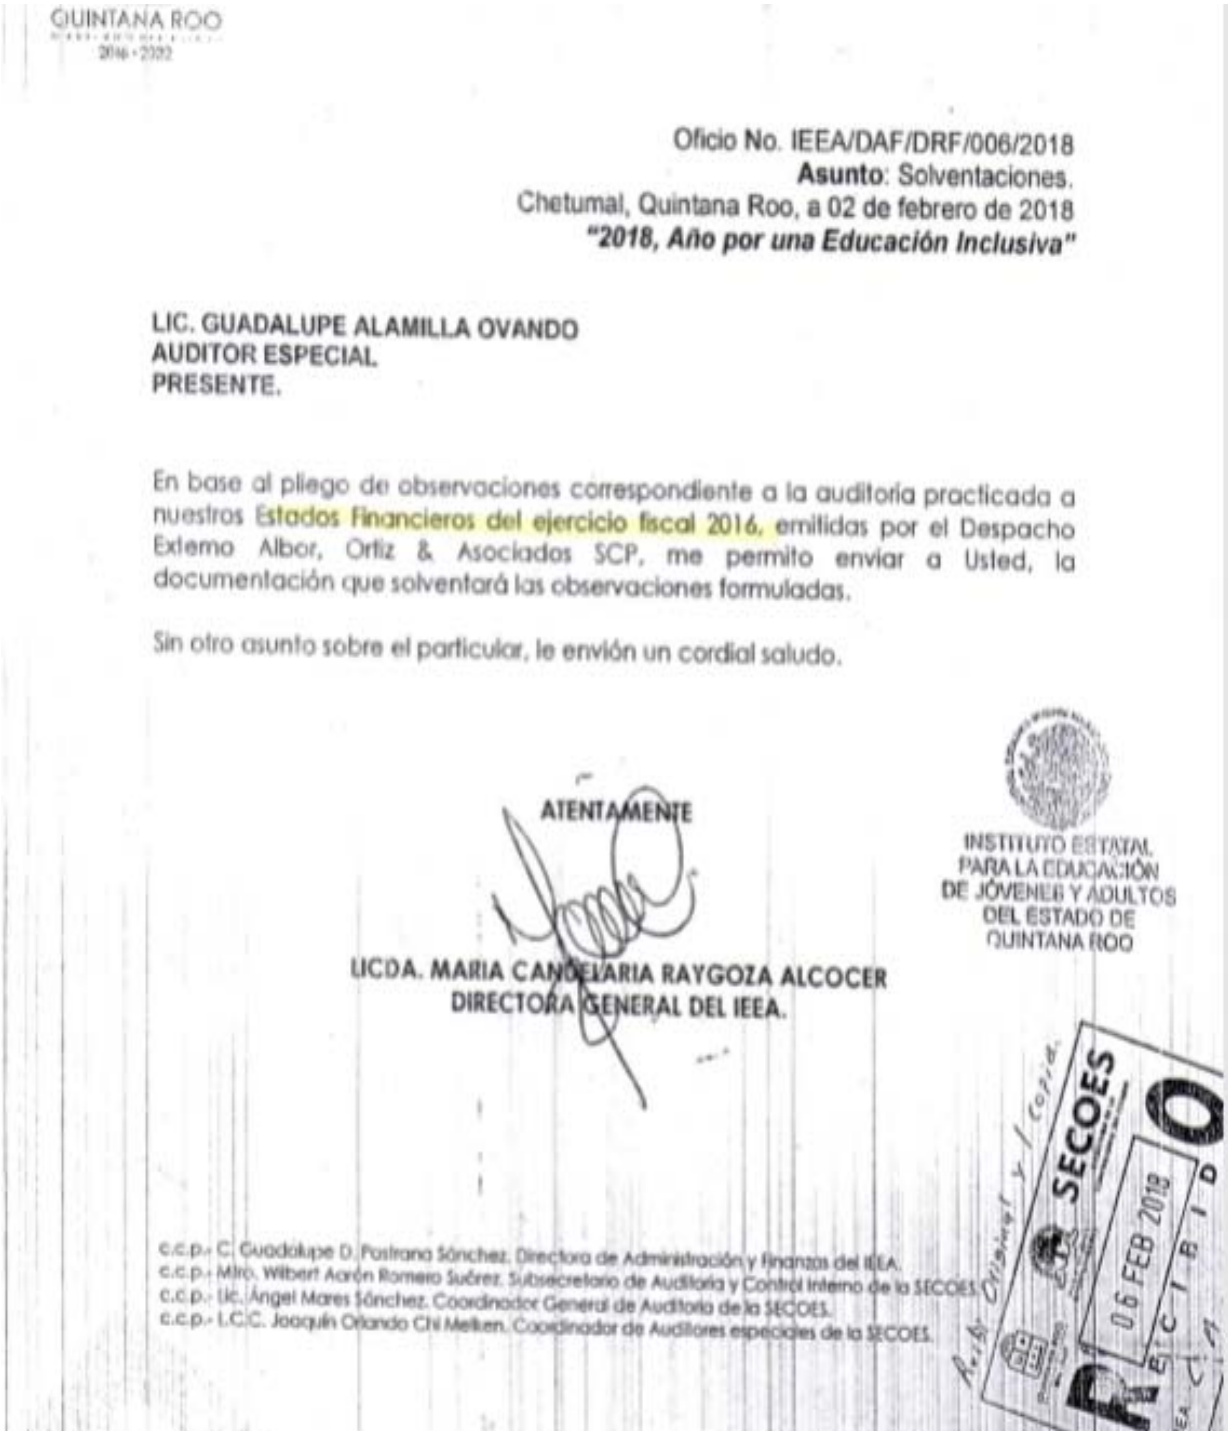 QUINTANA ROO
2016 - 2022
Oficio No. IEEA/DAF/DRF/006/2018
Asunto: Solventaciones.
Chetumal, Quintana Roo, a 02 de febrero de 2018
"2018, Año por una Educación Inclusiva"
LIC. GUADALUPE ALAMILLA OVANDO
AUDITOR ESPECIAL
PRESENTE.
En base al pliego de observaciones correspondiente a la auditoria practicada a
nuestros Estados Financieros del ejercicio fiscal 2016, emitidas por el Despacho
Externo Albor, Ortiz & Asociados SCP, me permito enviar a Usted, la
documentación que solventará las observaciones formuladas.
Sin otro asunto sobre el particular, le envión un cordial saludo.
ATENTAMENTE
LICDA. MARIA CANDELARIA RAYGOZA ALCOCER
DIRECTORA GENERAL DEL IEEA.
INSTITUTO ESTATAL
PARA LA EDUCACIÓN
DE JÓVENES Y ADULTOS
DEL ESTADO DE
QUINTANA ROO
c.c.p.- C. Guadalupe D. Pastrana Sánchez. Directora de Administración y Finanzas del IEEA.
c.c.p.- Mtro. Wilbert Aarón Romero Suérez. Subsecretario de Auditoria y Control Interno de la SECOES
c.c.p.- Lic. Ángel Mares Sánchez. Coordinador General de Auditoria de la SECOES.
c.c.p.- L.C.C. Joaquín Orlando Chi Melken. Coordinador de Auditores especiales de la SECOES.
Recibi Original y 1 copia.
SECOES
06 FEB 2018
RECIBIDO